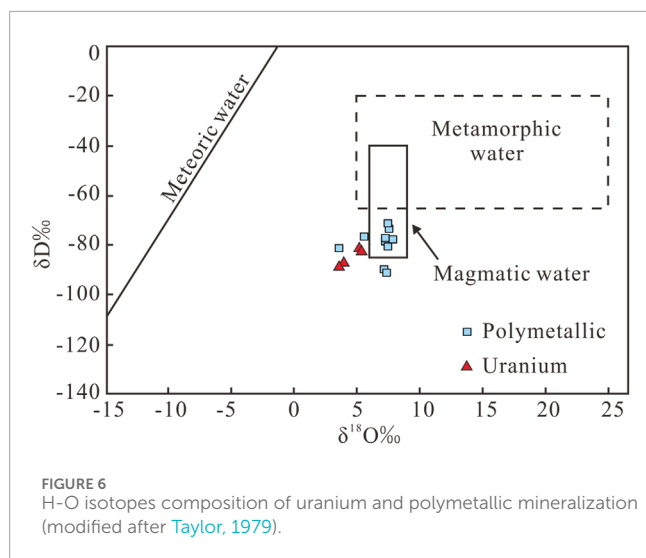 0
-20
-40
-60
-80
-100
-120
-140
δD‰
Meteoric water
Metamorphic
water
Magmatic water
Polymetallic
Uranium
-15
-10
-5
0
5
10
15
20
25
δ¹⁸O‰
FIGURE 6
H-O isotopes composition of uranium and polymetallic mineralization
(modified after Taylor, 1979).